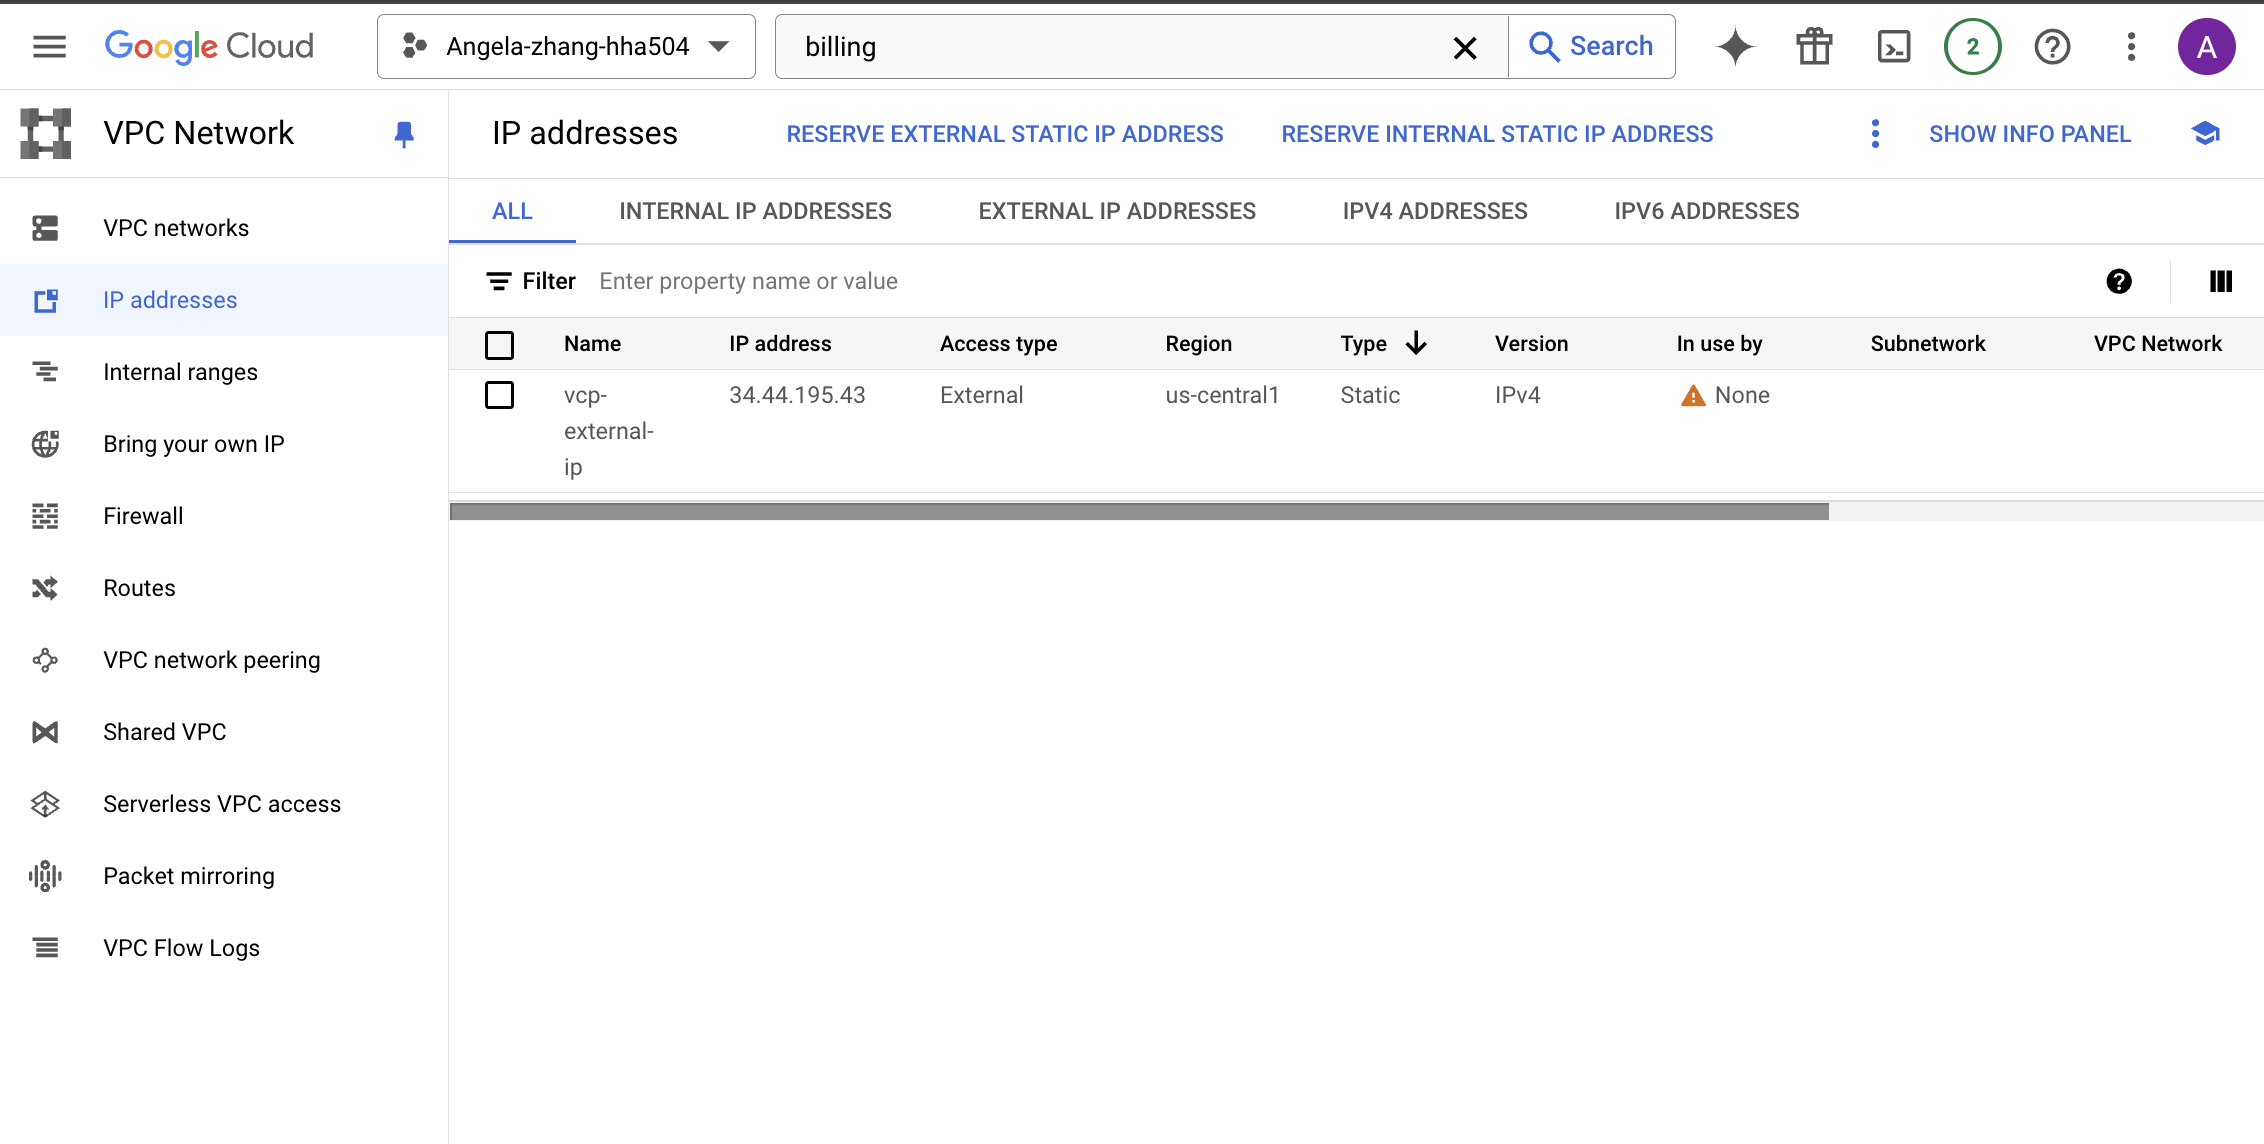 Google Cloud
Angela-zhang-hha504
billing
Search
2
A
VPC Network
IP addresses
RESERVE EXTERNAL STATIC IP ADDRESS
RESERVE INTERNAL STATIC IP ADDRESS
SHOW INFO PANEL
VPC networks
IP addresses
Internal ranges
Bring your own IP
Firewall
Routes
VPC network peering
Shared VPC
Serverless VPC access
Packet mirroring
VPC Flow Logs
ALL INTERNAL IP ADDRESSES EXTERNAL IP ADDRESSES IPV4 ADDRESSES IPV6 ADDRESSES
Filter Enter property name or value
Name IP address Access type Region Type Version In use by Subnetwork VPC Network
vcp-
external-
ip
34.44.195.43 External us-central1 Static IPv4 None